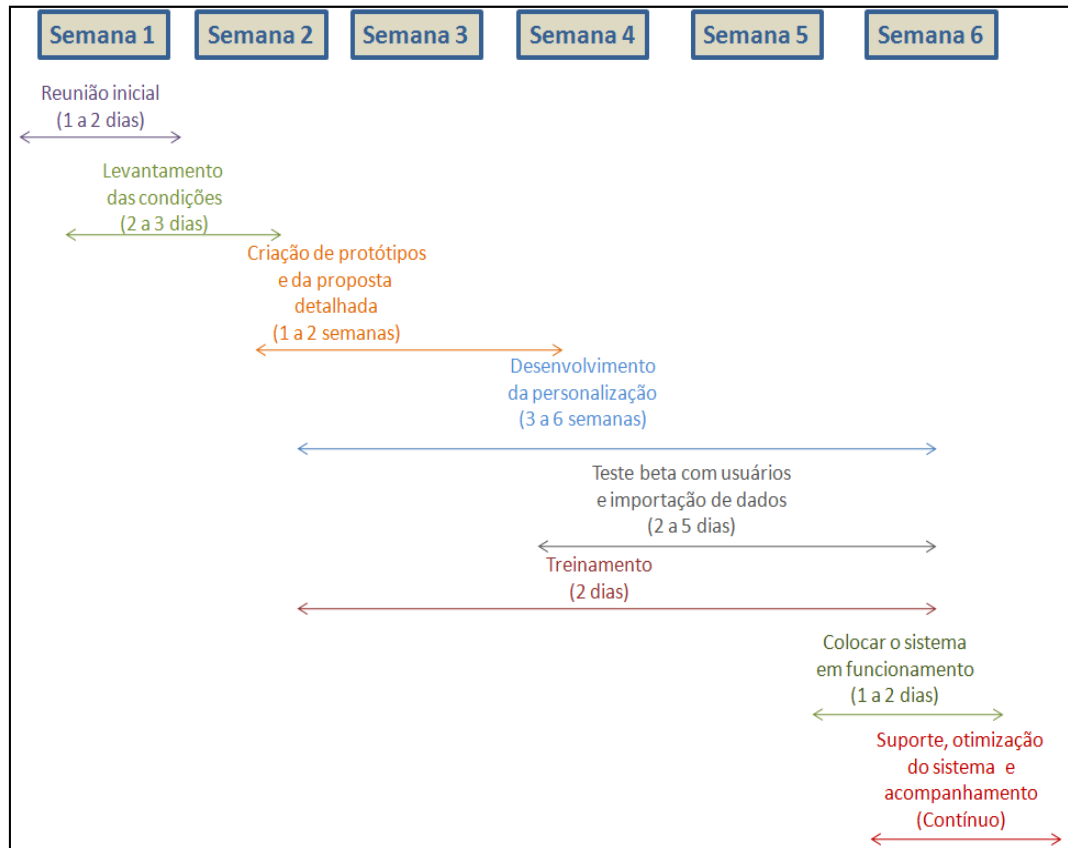 Semana 1
Semana 2
Semana 3
Semana 4
Semana 5
Semana 6
Reunião inicial
(1 a 2 dias)
Levantamento
das condições
(2 a 3 dias)
Criação de protótipos
e da proposta
detalhada
(1 a 2 semanas)
Desenvolvimento
da personalização
(3 a 6 semanas)
Teste beta com usuários
e importação de dados
(2 a 5 dias)
Treinamento
(2 dias)
Colocar o sistema
em funcionamento
(1 a 2 dias)
Suporte, otimização
do sistema e
acompanhamento
(Contínuo)